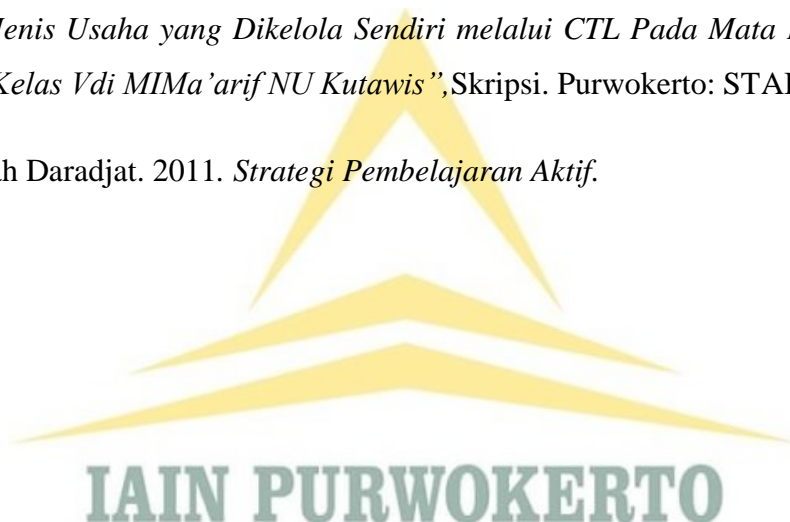 Jenis Usaha yang Dikelola Sendiri melalui CTL Pada Mata
Kelas Vdi MIMa’arif NU Kutawis”,Skripsi. Purwokerto:
ah Daradjat. 2011. Strategi Pembelajaran Aktif.
IAIN PURWOKERTO